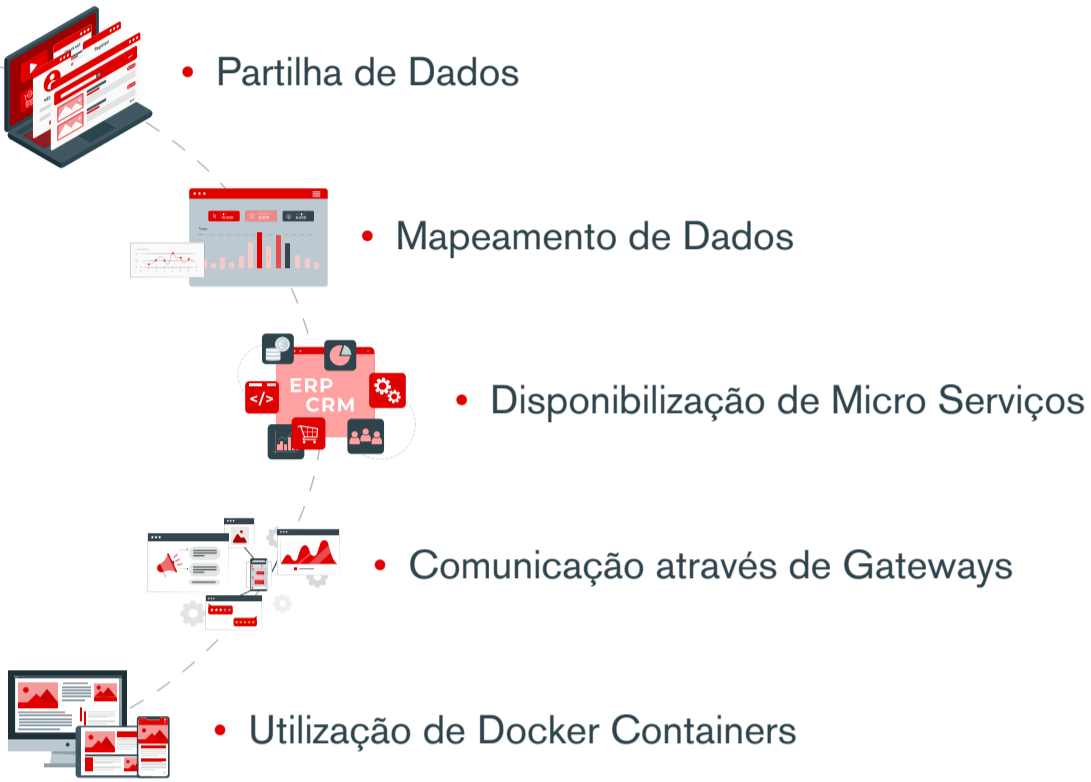 • Partilha de Dados
• Mapeamento de Dados
ERP
CRM
</>
• Disponibilização de Micro Serviços
• Comunicação através de Gateways
• Utilização de Docker Containers